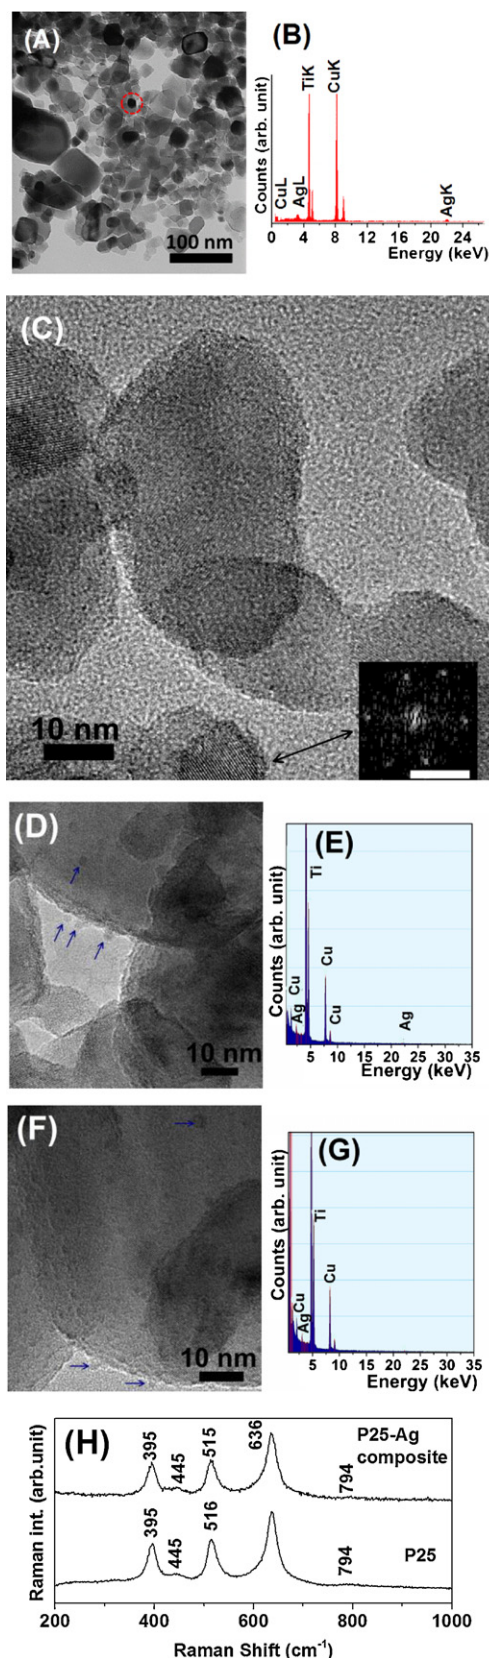 (A)
100 nm
(B)
Counts (arb. unit)
CuL
AgL
TiK
CuK
AgK
0 4 8 12 16 20 24
Energy (keV)
(C)
10 nm
(D)
10 nm
(E)
Counts (arb. unit)
Cu
Ag
Ti
Cu
Cu
Ag
5 10 15 20 25 30 35
Energy (keV)
(F)
10 nm
(G)
Counts (arb. unit)
Cu
Ag
Ti
Cu
5 10 15 20 25 30 35
Energy (keV)
(H)
Raman int. (arb.unit)
395
445
515
636
794
P25-Ag
composite
395
445
516
794
P25
200 400 600 800 1000
Raman Shift (cm⁻¹)